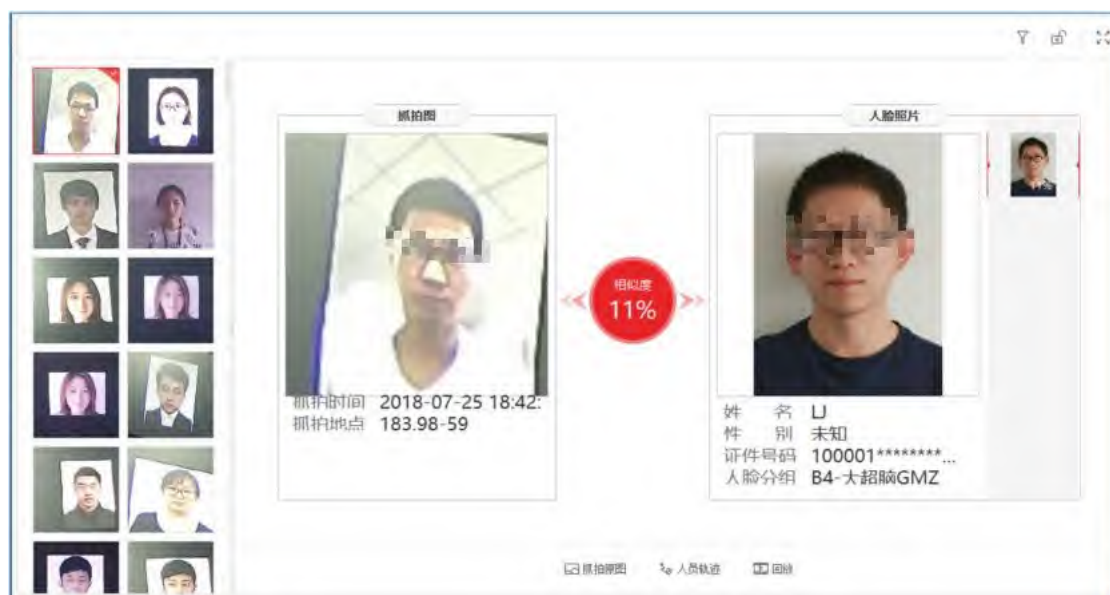 抓拍图
抓拍时间 2018-07-25 18:42:
抓拍地点 183.98-59
相似度
11%
人脸照片
姓 名 LJ
性 别 未知
证件号码 100001********...
人脸分组 B4-大超脑GMZ
抓拍原图 人员轨迹 回放